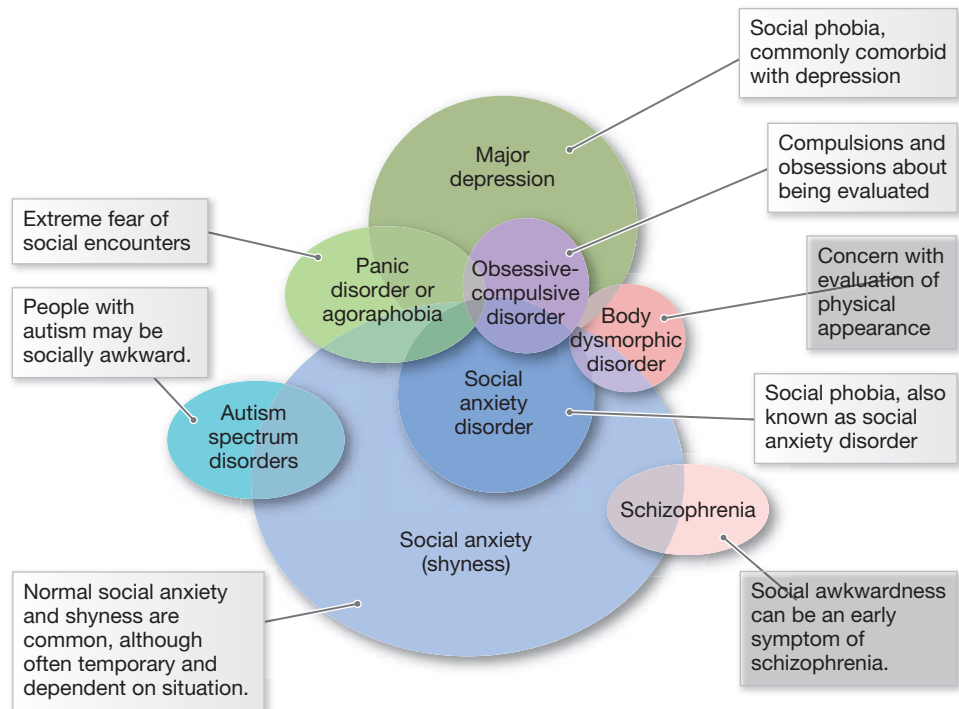 Social phobia,
commonly comorbid
with depression
Major
depression
Compulsions and
obsessions about
being evaluated
Extreme fear of
social encounters
Panic
disorder or
agoraphobia
Obsessive-
compulsive
disorder
Concern with
evaluation of
physical
appearance
People with
autism may be
socially awkward.
Body
dysmorphic
disorder
Social
anxiety
disorder
Social phobia, also
known as social
anxiety disorder
Autism
spectrum
disorders
Schizophrenia
Social anxiety
(shyness)
Normal social anxiety
and shyness are
common, although
often temporary and
dependent on situation.
Social awkwardness
can be an early
symptom of
schizophrenia.